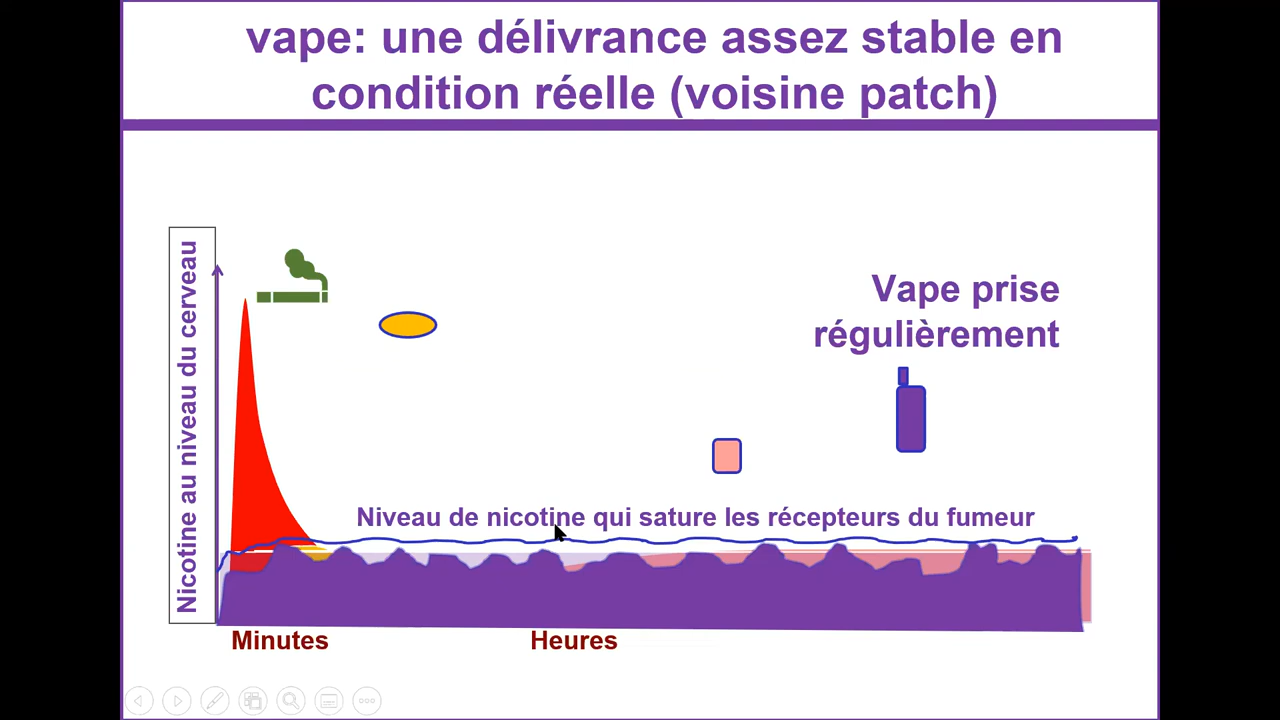 vape: une délivrance assez stable en
condition réelle (voisine patch)
Nicotine au niveau du cerveau
Vape prise
régulièrement
Niveau de nicotine qui sature les récepteurs du fumeur
Minutes
Heures